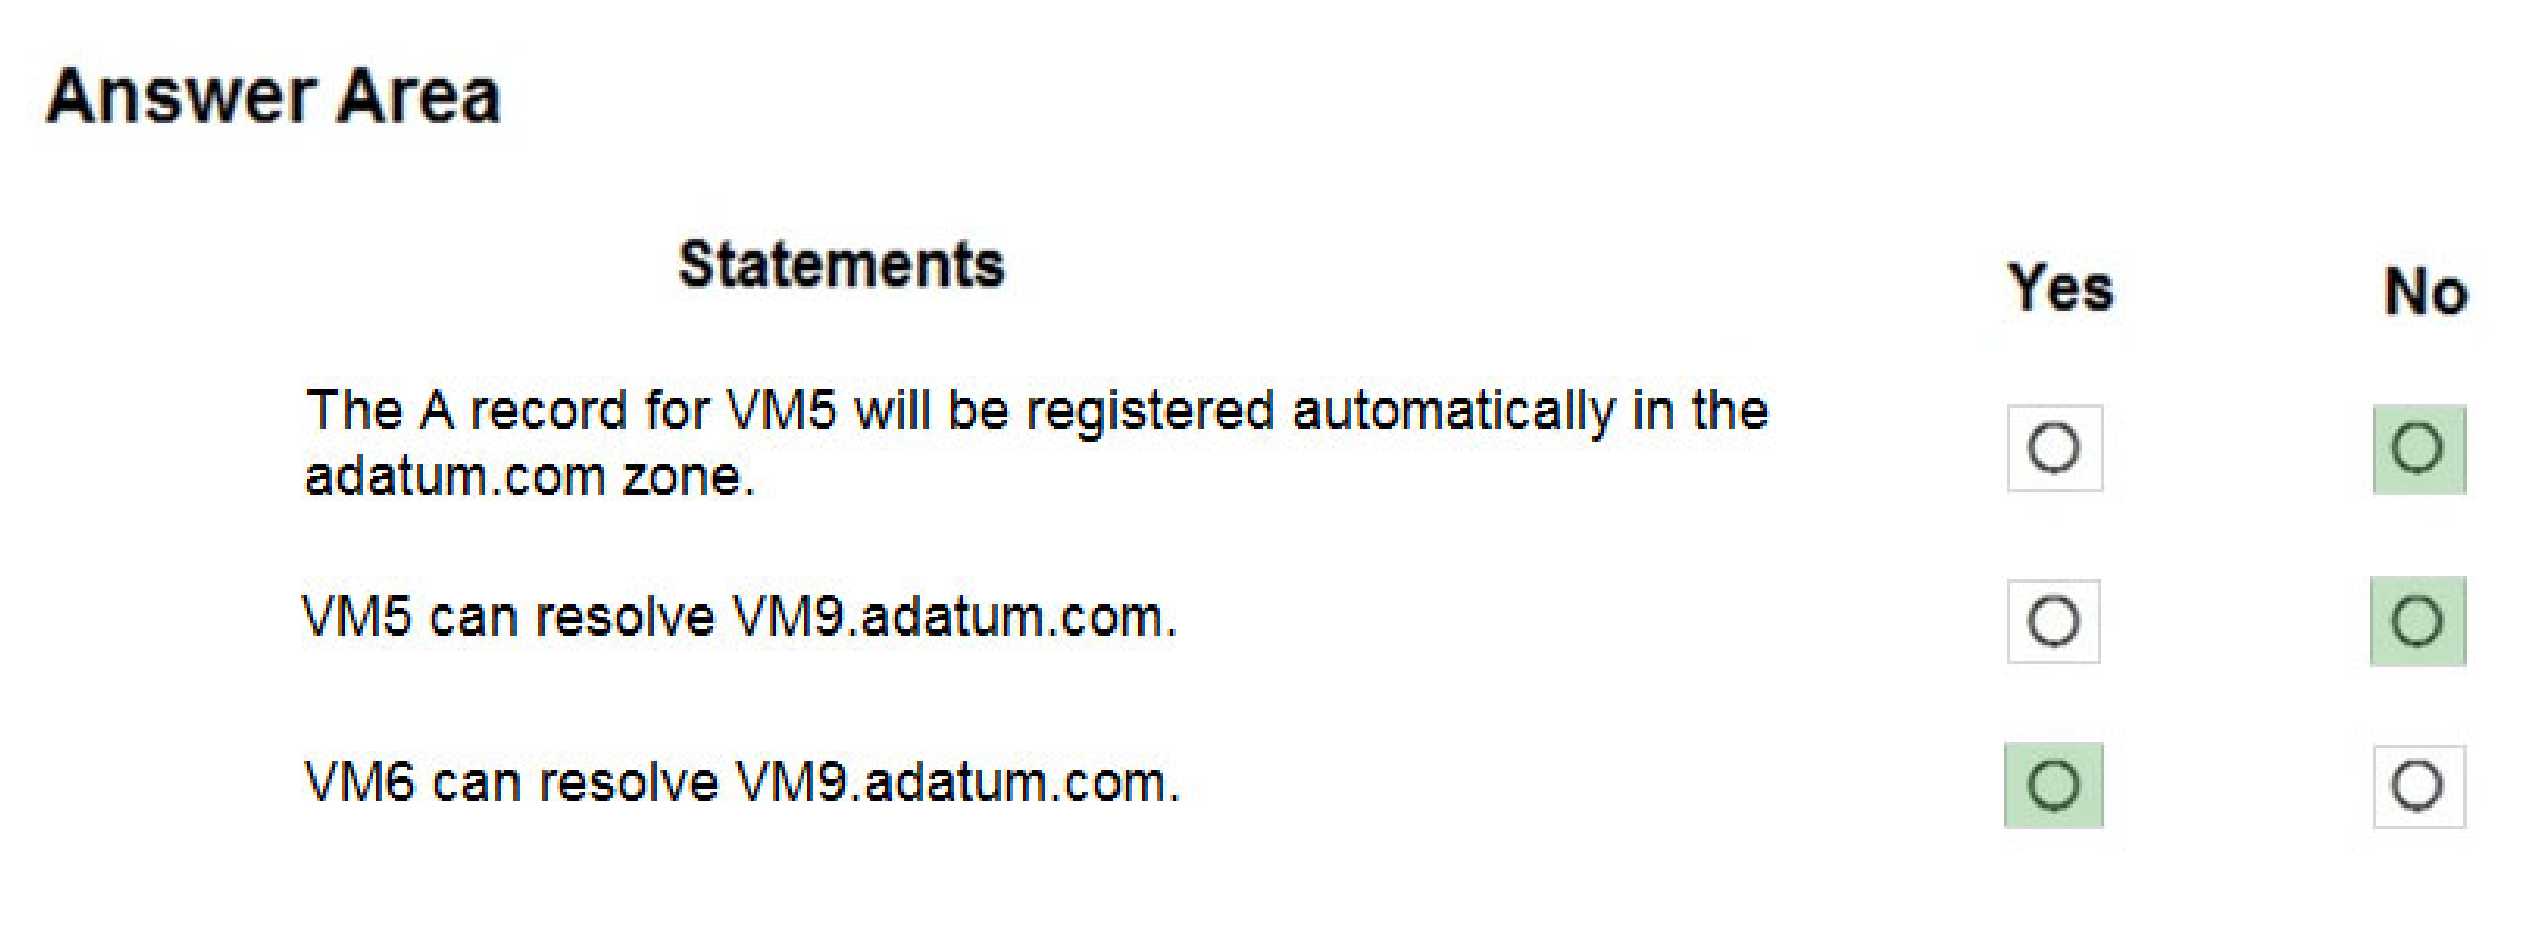 Answer Area
Statements
Yes
No
The A record for VM5 will be registered automatically in the
adatum.com zone.
VM5 can resolve VM9.adatum.com.
VM6 can resolve VM9.adatum.com.